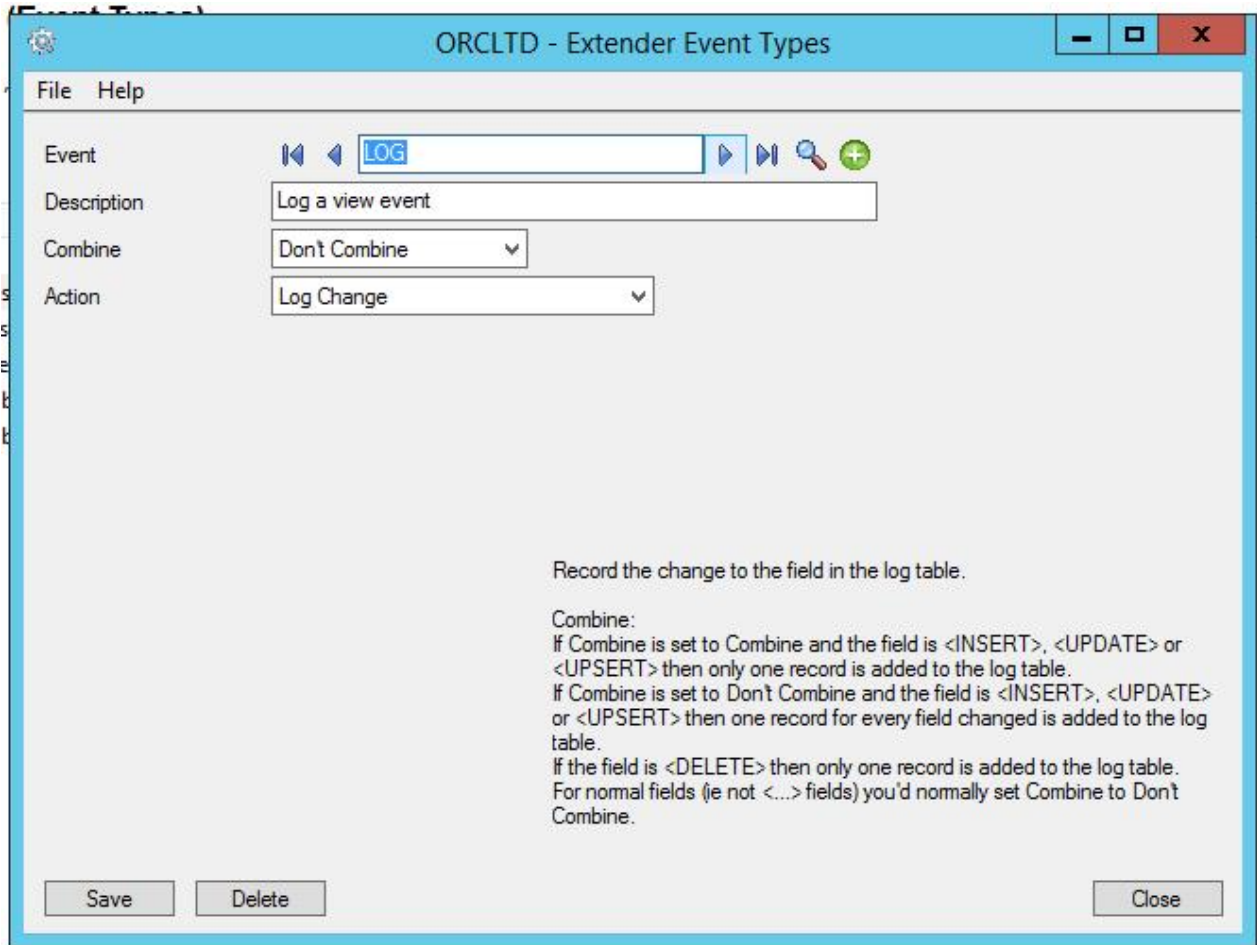 (Event Types)
ORCLTD - Extender Event Types
File Help
Event LOG
Description Log a view event
Combine Don't Combine
Action Log Change
Record the change to the field in the log table.
Combine:
If Combine is set to Combine and the field is <INSERT>, <UPDATE> or
<UPSERT> then only one record is added to the log table.
If Combine is set to Don't Combine and the field is <INSERT>, <UPDATE>
or <UPSERT> then one record for every field changed is added to the log
table.
If the field is <DELETE> then only one record is added to the log table.
For normal fields (ie not <...> fields) you'd normally set Combine to Don't
Combine.
Save Delete Close